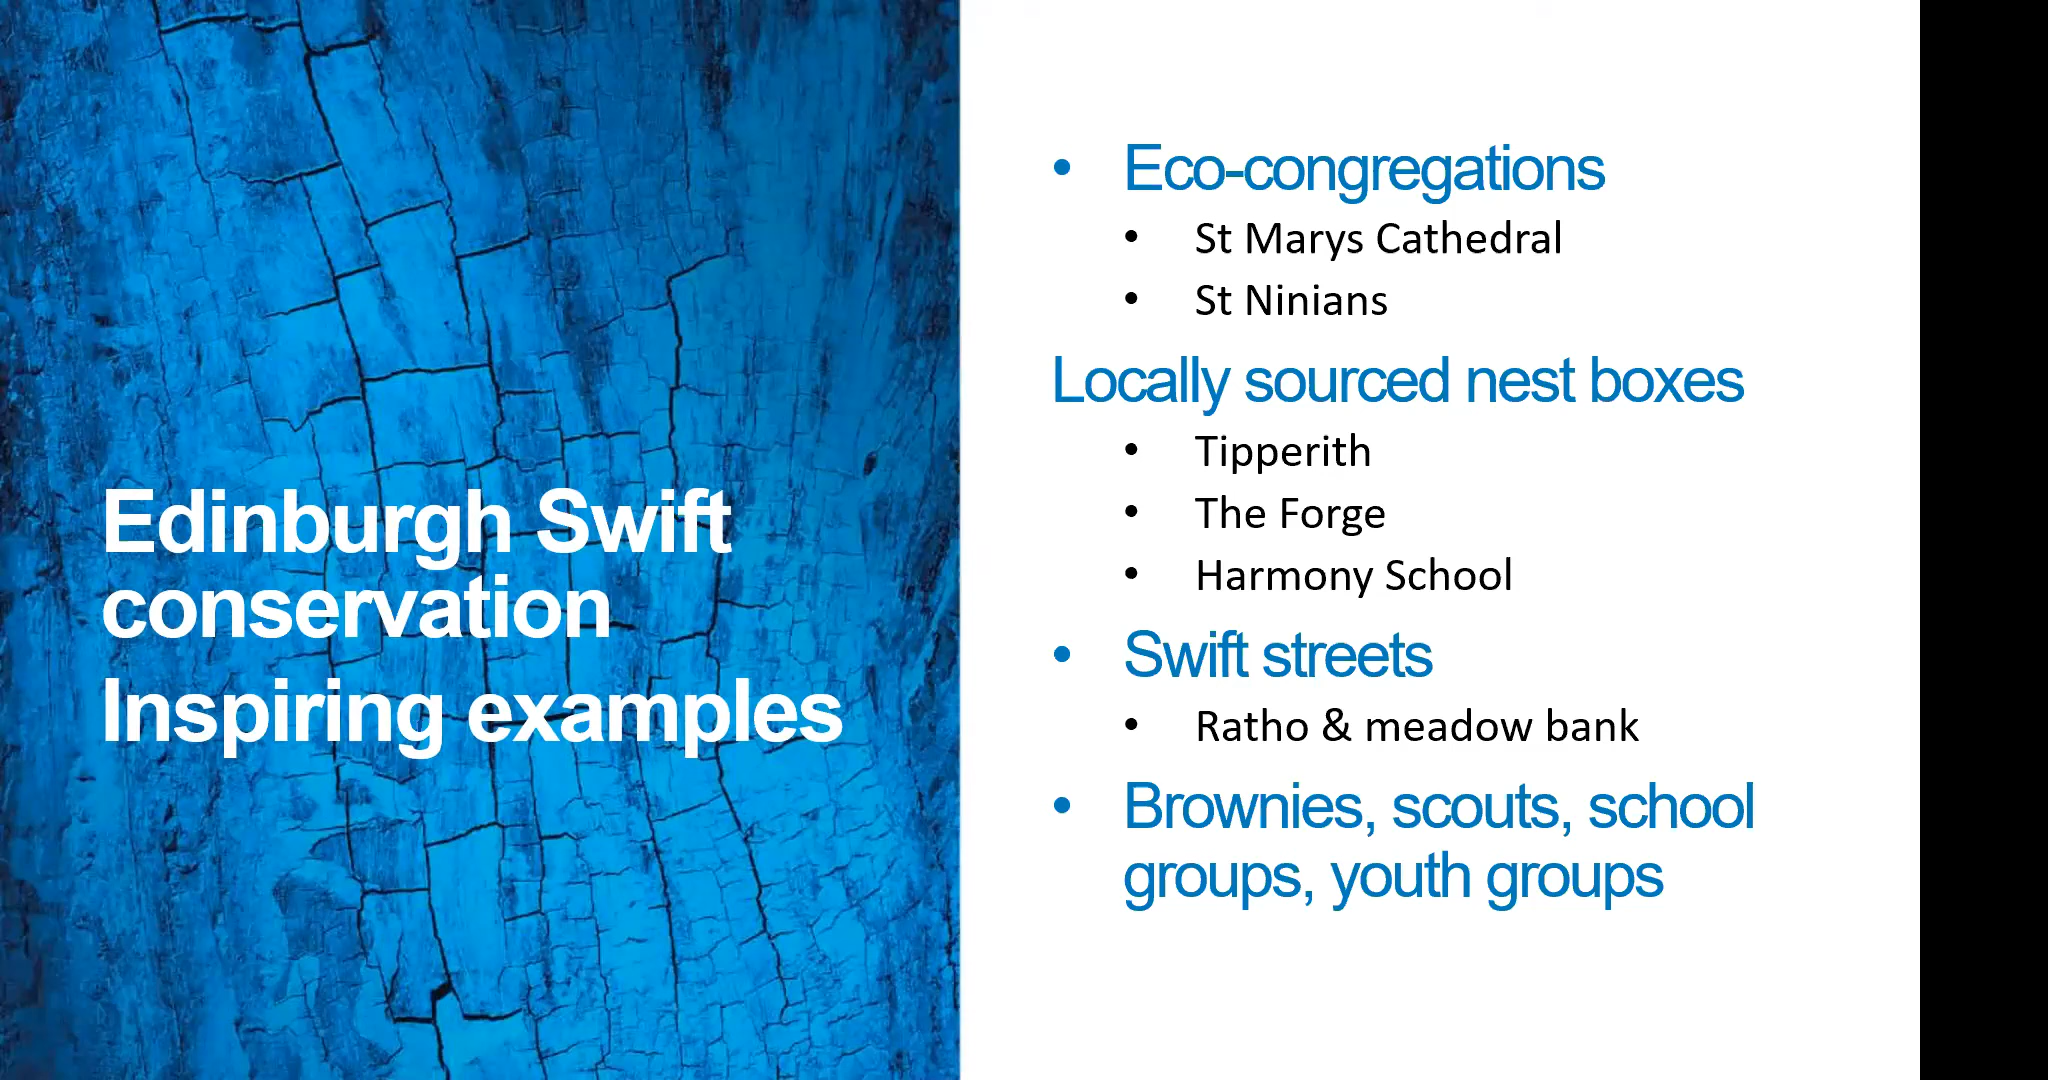 Edinburgh Swift
conservation
Inspiring examples
• Eco-congregations
• St Marys Cathedral
• St Ninians
Locally sourced nest boxes
• Tipperith
• The Forge
• Harmony School
• Swift streets
• Ratho & meadow bank
• Brownies, scouts, school
groups, youth groups